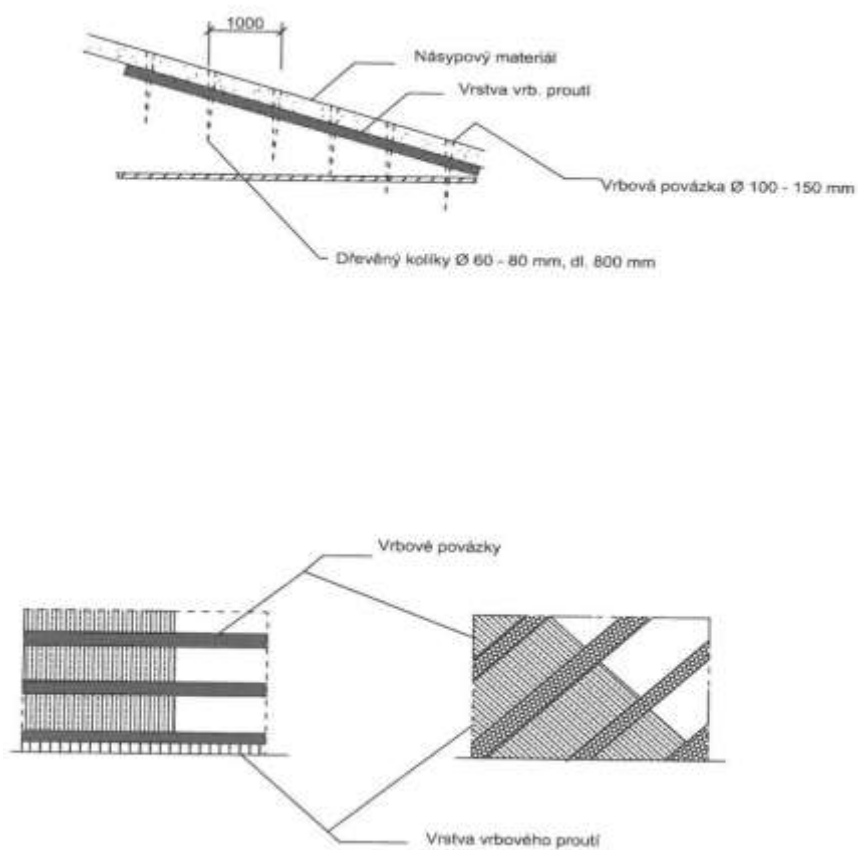 1000
Násypový materiál
Vrstva vrb. proutí
Vrbová povázka Ø 100 - 150 mm
Dřevěný kolíky Ø 60 - 80 mm, dl. 800 mm
Vrbové povázky
Vrstva vrbového proutí